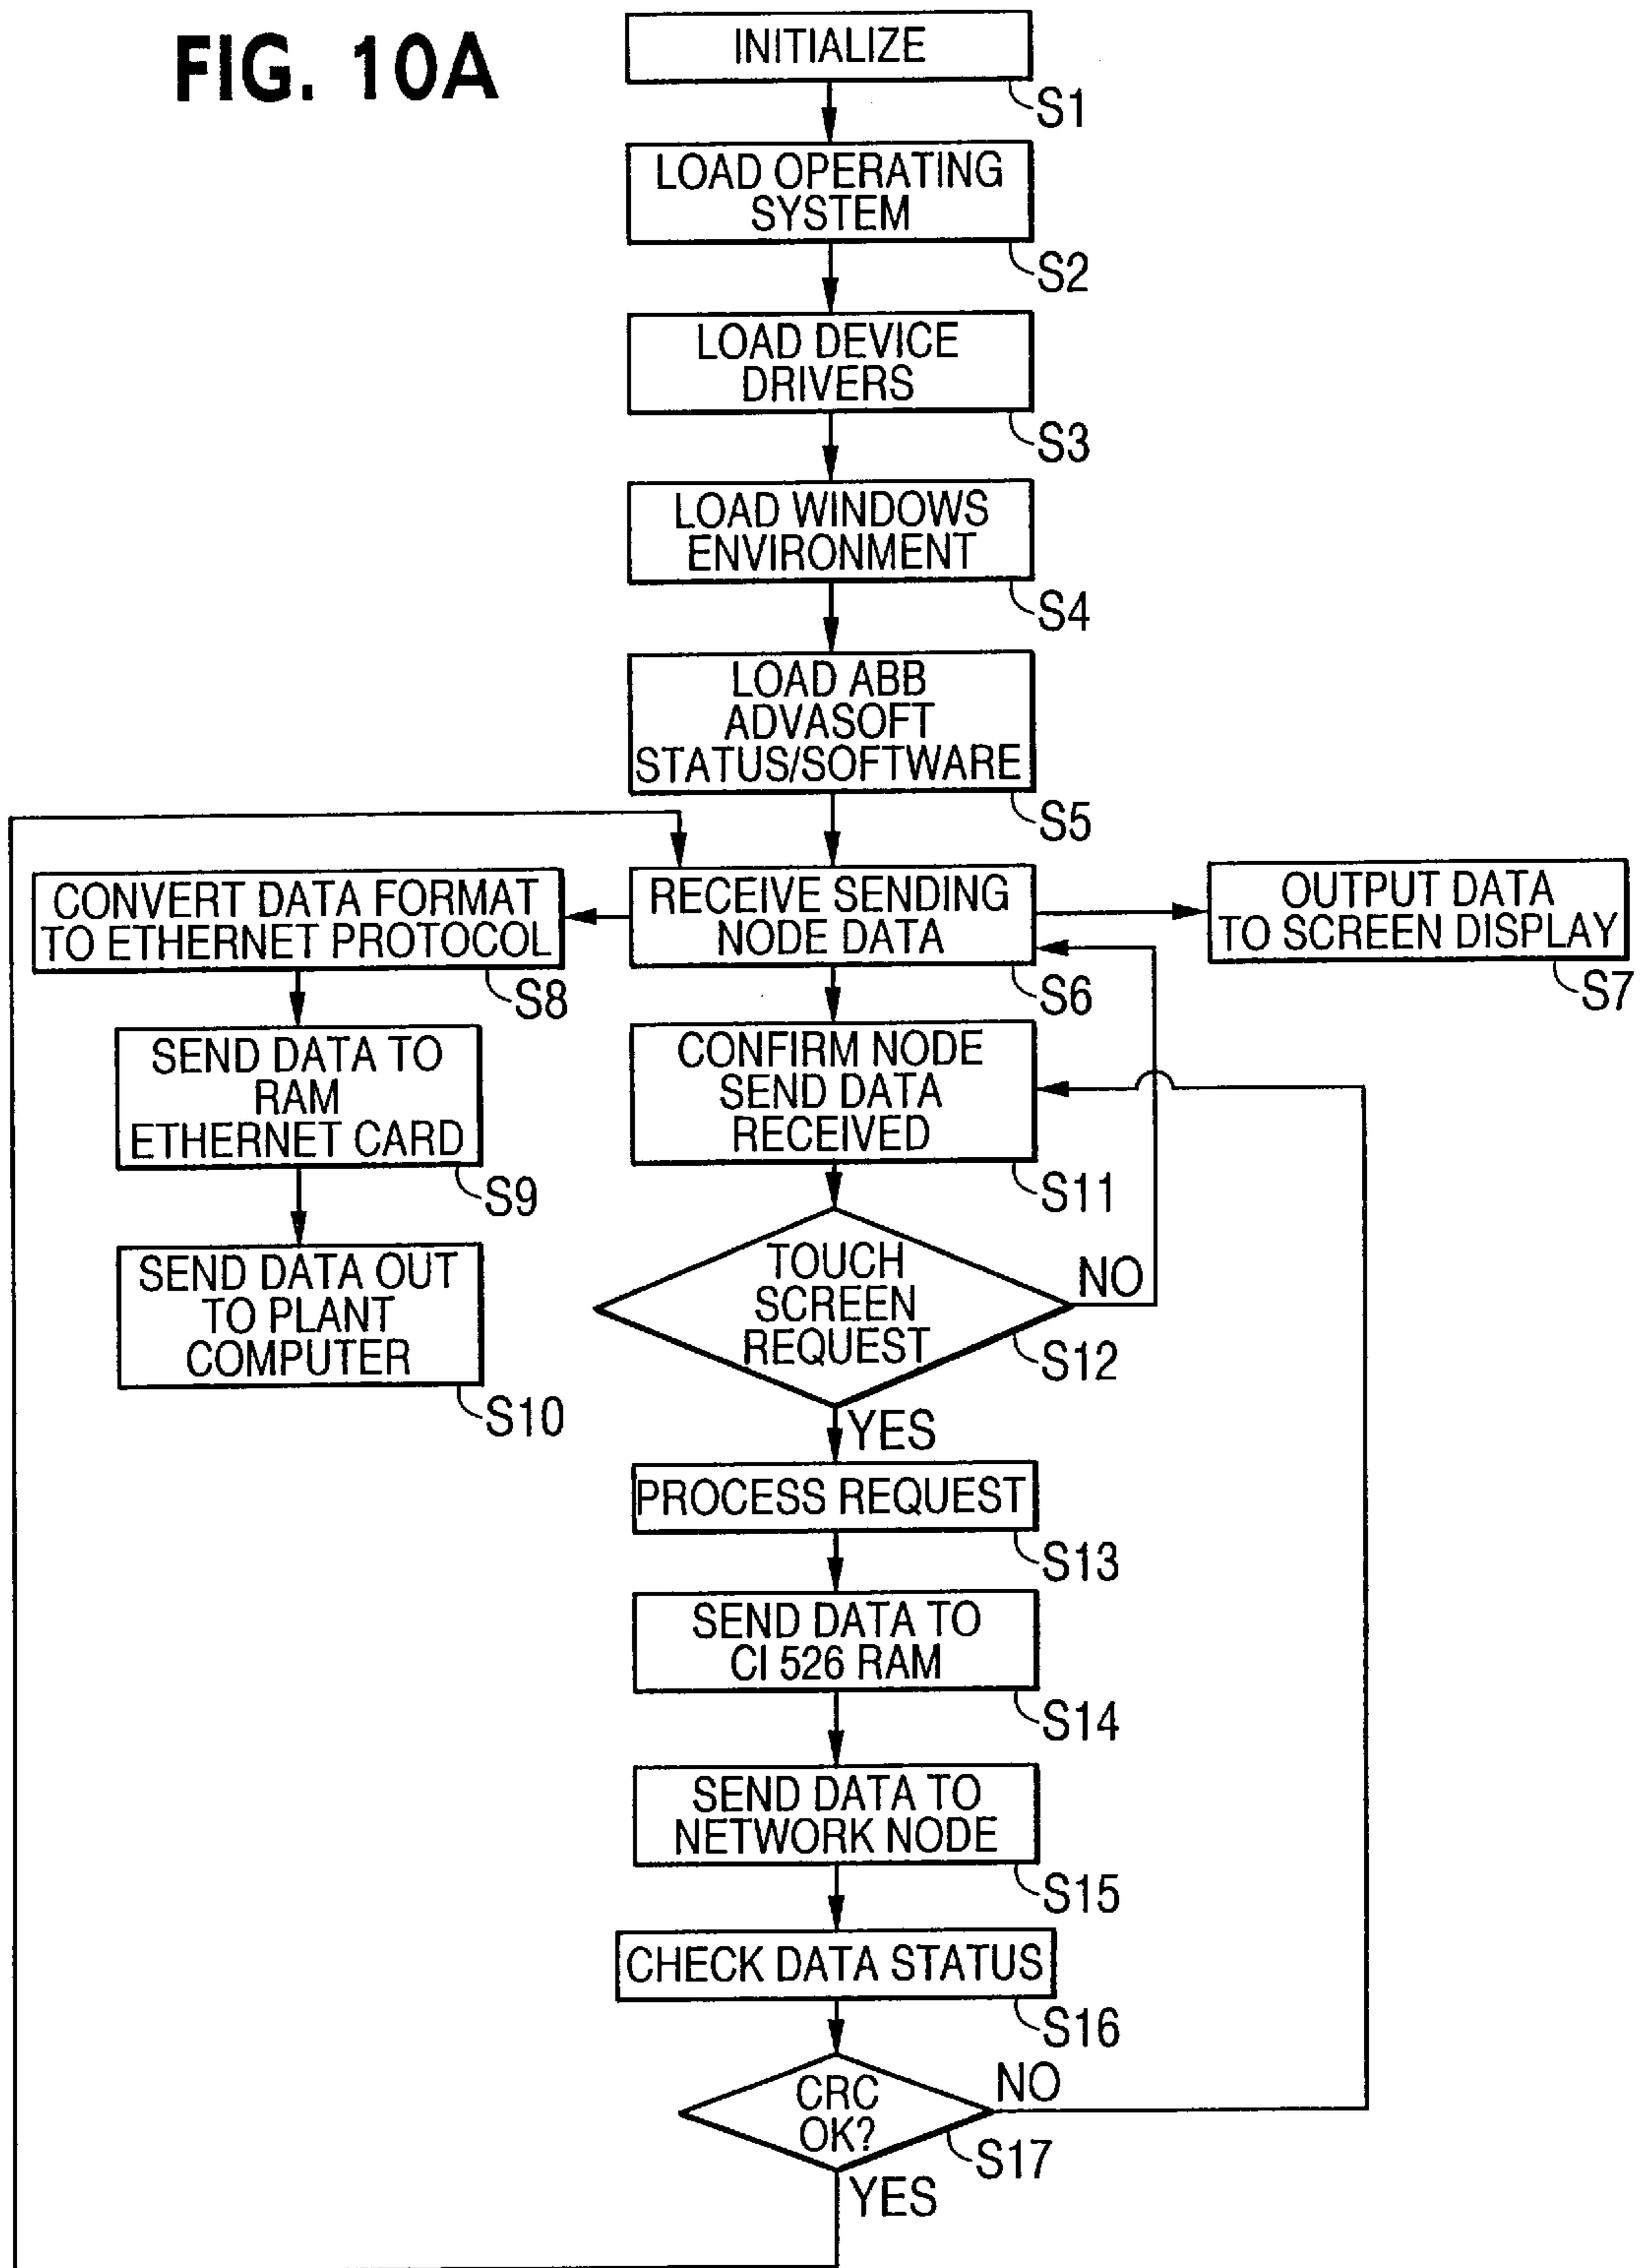 FIG. 10A
INITIALIZE
S1
LOAD OPERATING
SYSTEM
S2
LOAD DEVICE
DRIVERS
S3
LOAD WINDOWS
ENVIRONMENT
S4
LOAD ABB
ADVASOFT
STATUS/SOFTWARE
S5
RECEIVE SENDING
NODE DATA
S6
OUTPUT DATA
TO SCREEN DISPLAY
S7
CONVERT DATA FORMAT
TO ETHERNET PROTOCOL
S8
SEND DATA TO
RAM
ETHERNET CARD
S9
SEND DATA OUT
TO PLANT
COMPUTER
S10
CONFIRM NODE
SEND DATA
RECEIVED
S11
TOUCH
SCREEN
REQUEST
S12
NO
YES
PROCESS REQUEST
S13
SEND DATA TO
CI 526 RAM
S14
SEND DATA TO
NETWORK NODE
S15
CHECK DATA STATUS
S16
CRC
OK?
S17
NO
YES